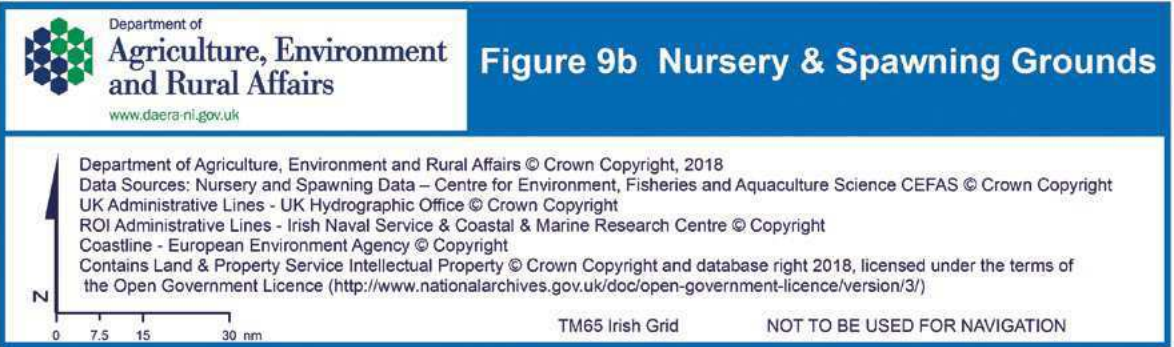 Department of
Agriculture, Environment
and Rural Affairs
www.daera-ni.gov.uk
Figure 9b Nursery & Spawning Grounds
Department of Agriculture, Environment and Rural Affairs © Crown Copyright, 2018
Data Sources: Nursery and Spawning Data – Centre for Environment, Fisheries and Aquaculture Science CEFAS © Crown Copyright
UK Administrative Lines - UK Hydrographic Office © Crown Copyright
ROI Administrative Lines - Irish Naval Service & Coastal & Marine Research Centre © Copyright
Coastline - European Environment Agency © Copyright
Contains Land & Property Service Intellectual Property © Crown Copyright and database right 2018, licensed under the terms of
the Open Government Licence (http://www.nationalarchives.gov.uk/doc/open-government-licence/version/3/)
N
0 7.5 15 30 nm
TM65 Irish Grid
NOT TO BE USED FOR NAVIGATION